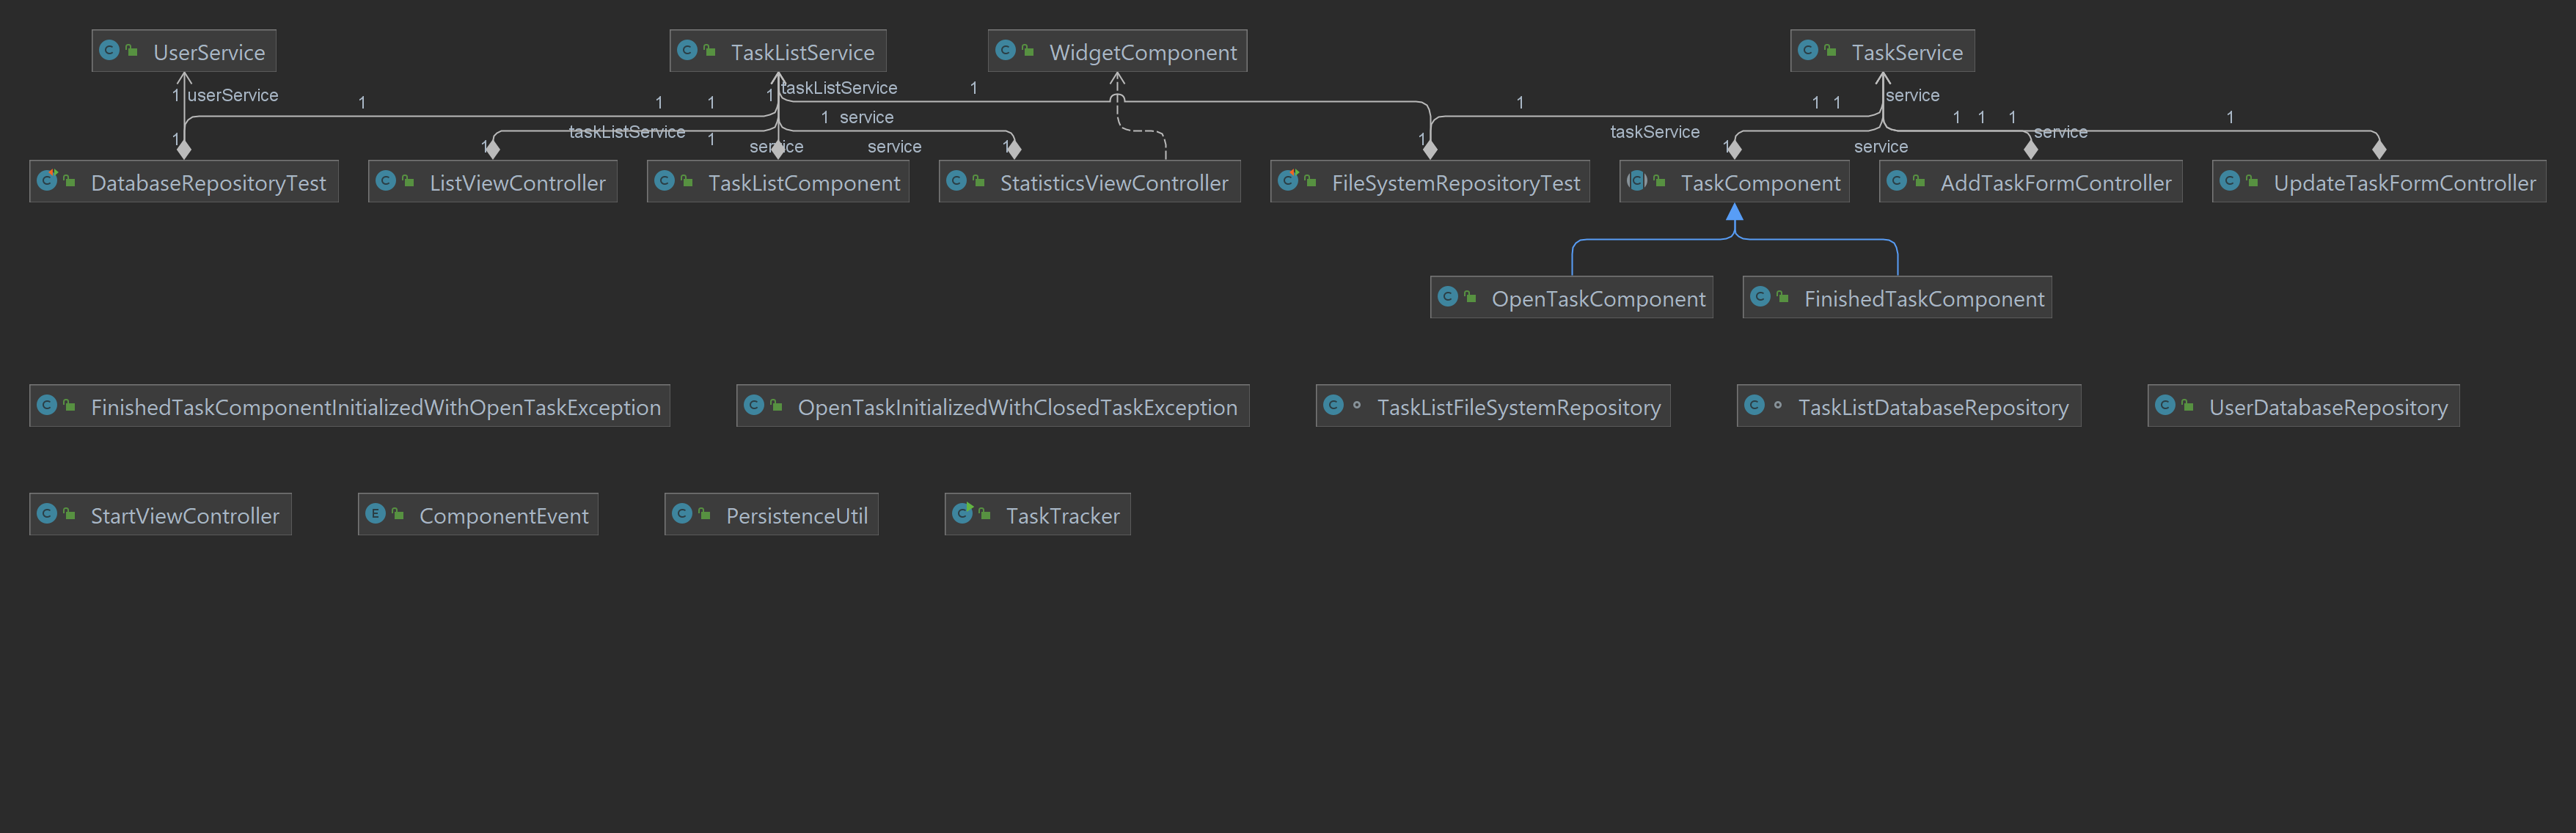 UserService
TaskListService
WidgetComponent
TaskService
1 userService
1
1
1
1
taskListService
1
1
1
1
service
taskListService
1
service
taskService
1
1
1
1
service
1
1
1
service
service
1
1
1
1
service
1
service
DatabaseRepositoryTest
ListViewController
TaskListComponent
StatisticsViewController
FileSystemRepositoryTest
TaskComponent
AddTaskFormController
UpdateTaskFormController
OpenTaskComponent
FinishedTaskComponent
FinishedTaskComponentInitializedWithOpenTaskException
OpenTaskInitializedWithClosedTaskException
TaskListFileSystemRepository
TaskListDatabaseRepository
UserDatabaseRepository
StartViewController
ComponentEvent
PersistenceUtil
TaskTracker